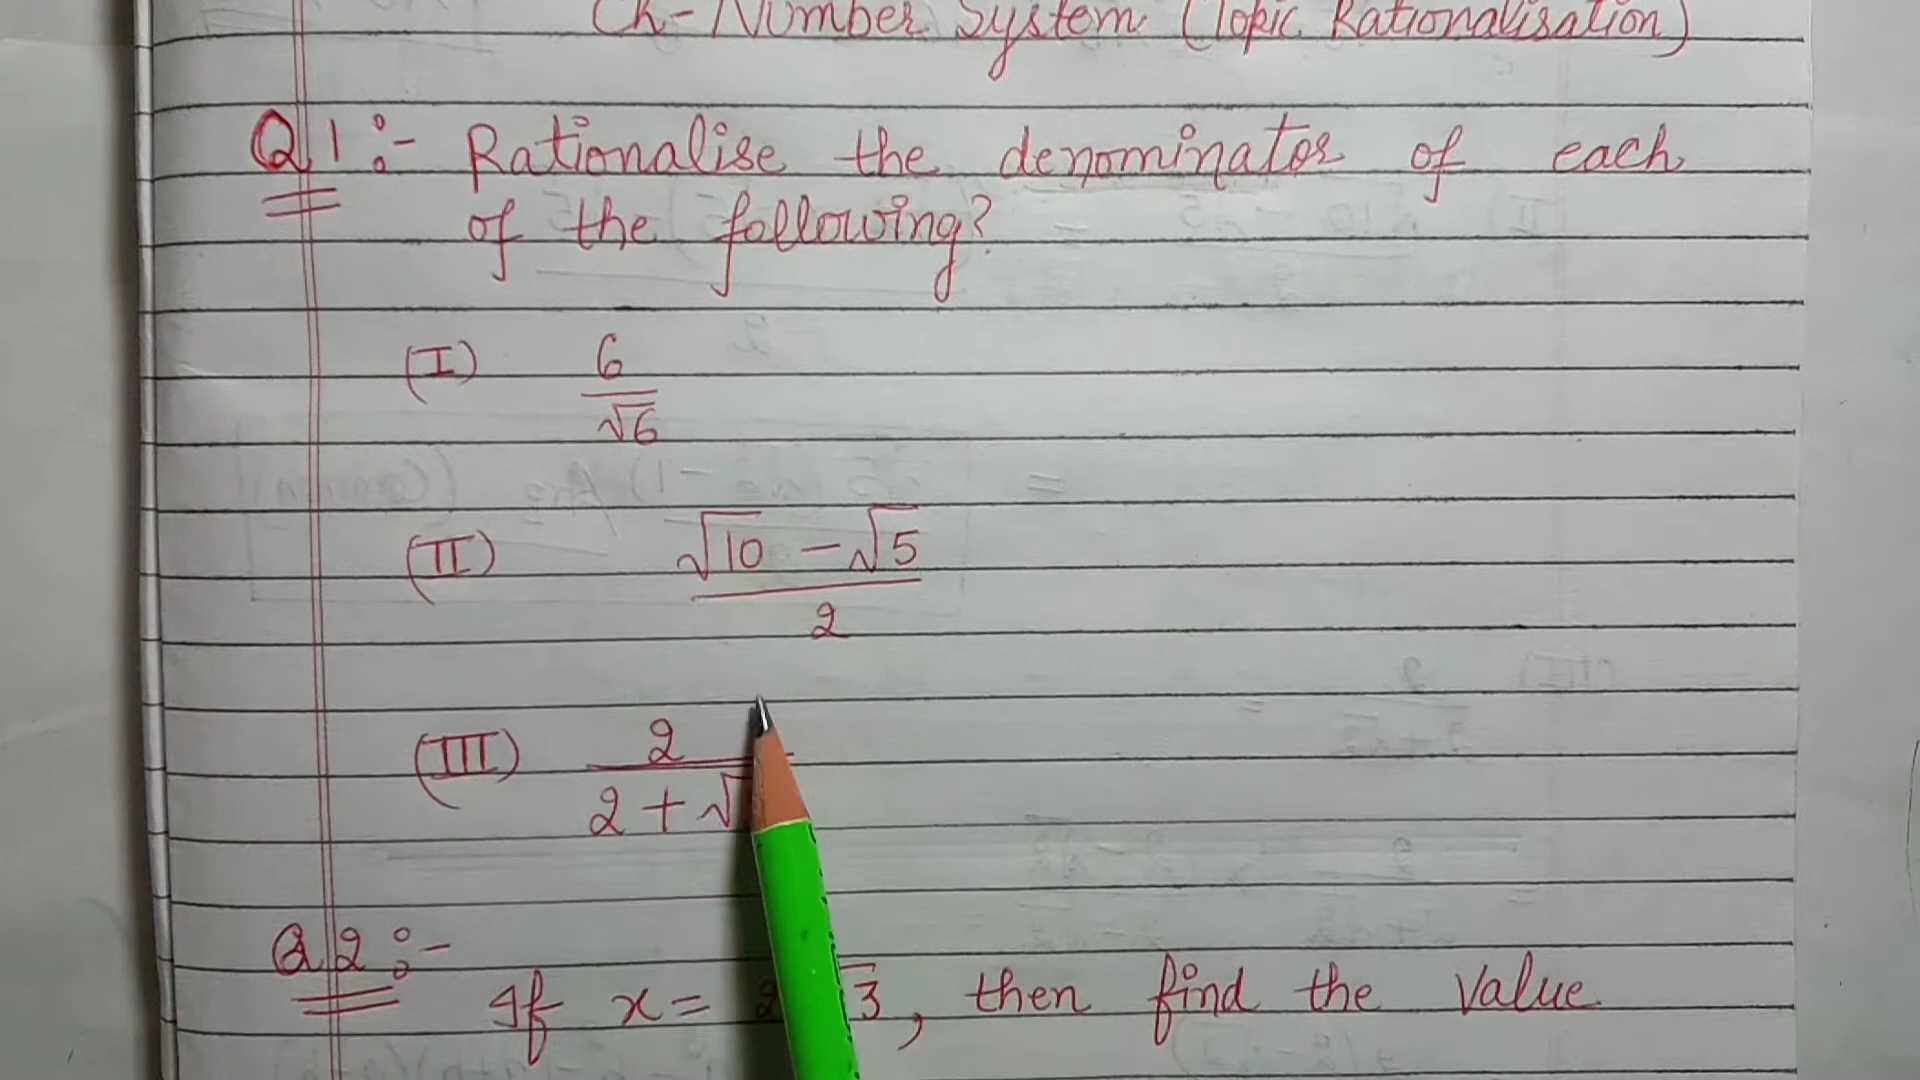 Ch- Number System (Topic Rationalisation)
Q1:- Rationalise the denominator of each
of the following?
(I) 6/√6
(II) (√10 - √5)/2
(III) 2/(2+√
Q2:-
If x = 2 √3, then find the value